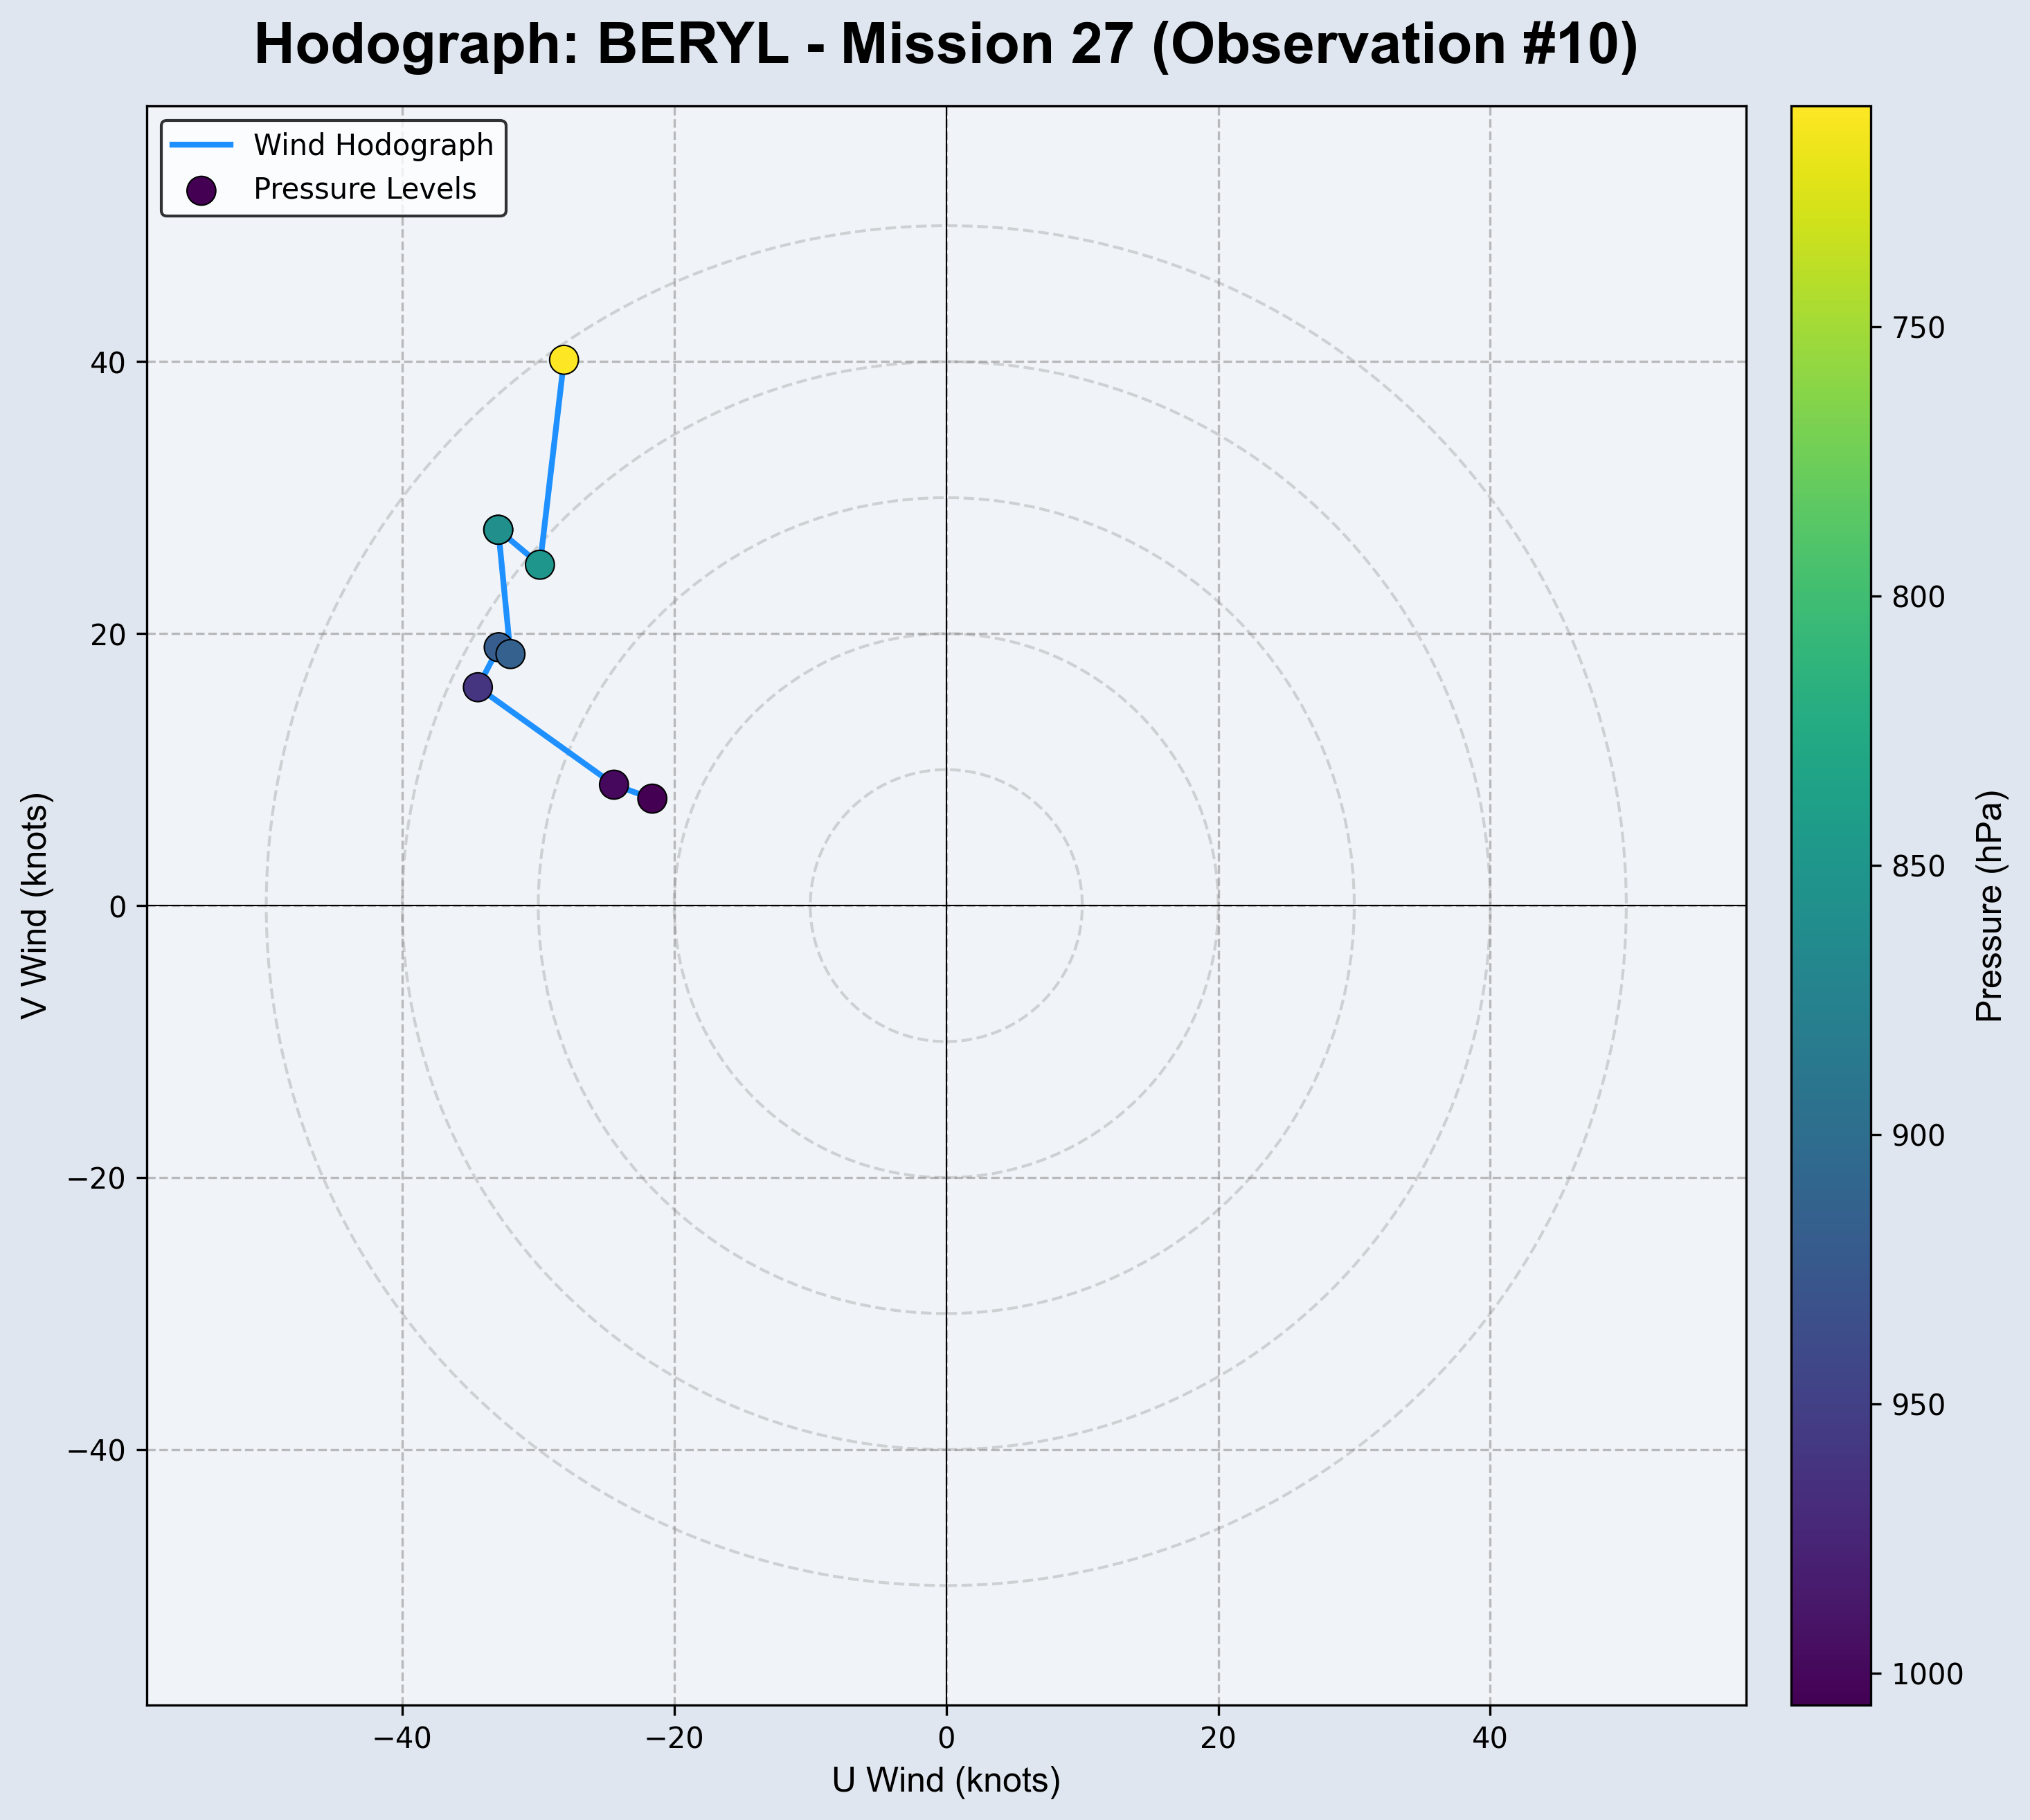 Hodograph: BERYL - Mission 27 (Observation #10)
Wind Hodograph
Pressure Levels
V Wind (knots)
40
20
0
−20
−40
−40
−20
0
20
40
U Wind (knots)
750
800
850
900
950
1000
Pressure (hPa)